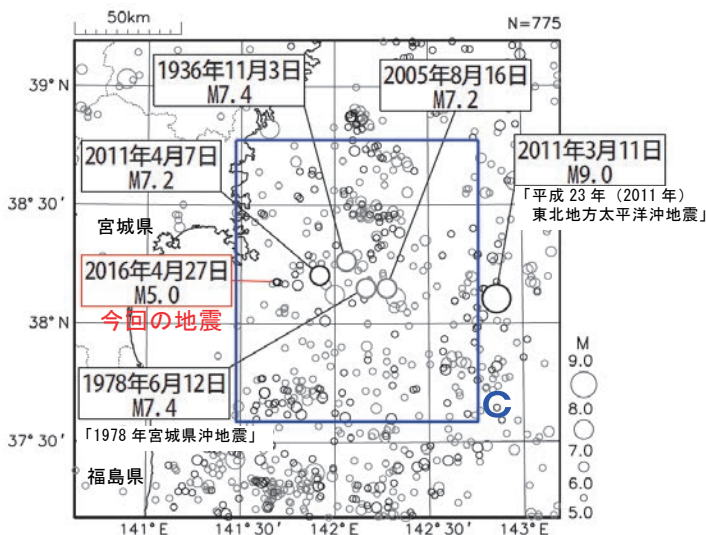 50km
N=775
39° N
1936年11月3日
M7.4
2005年8月16日
M7.2
2011年4月7日
M7.2
2011年3月11日
M9.0
「平成 23 年（2011 年）
東北地方太平洋沖地震」
38° 30'
宮城県
2016年4月27日
M5.0
今回の地震
38° N
1978年6月12日
M7.4
「1978 年宮城県沖地震」
C
M
9.0
8.0
7.0
6.0
5.0
37° 30'
福島県
141° E
141° 30'
142° E
142° 30'
143° E